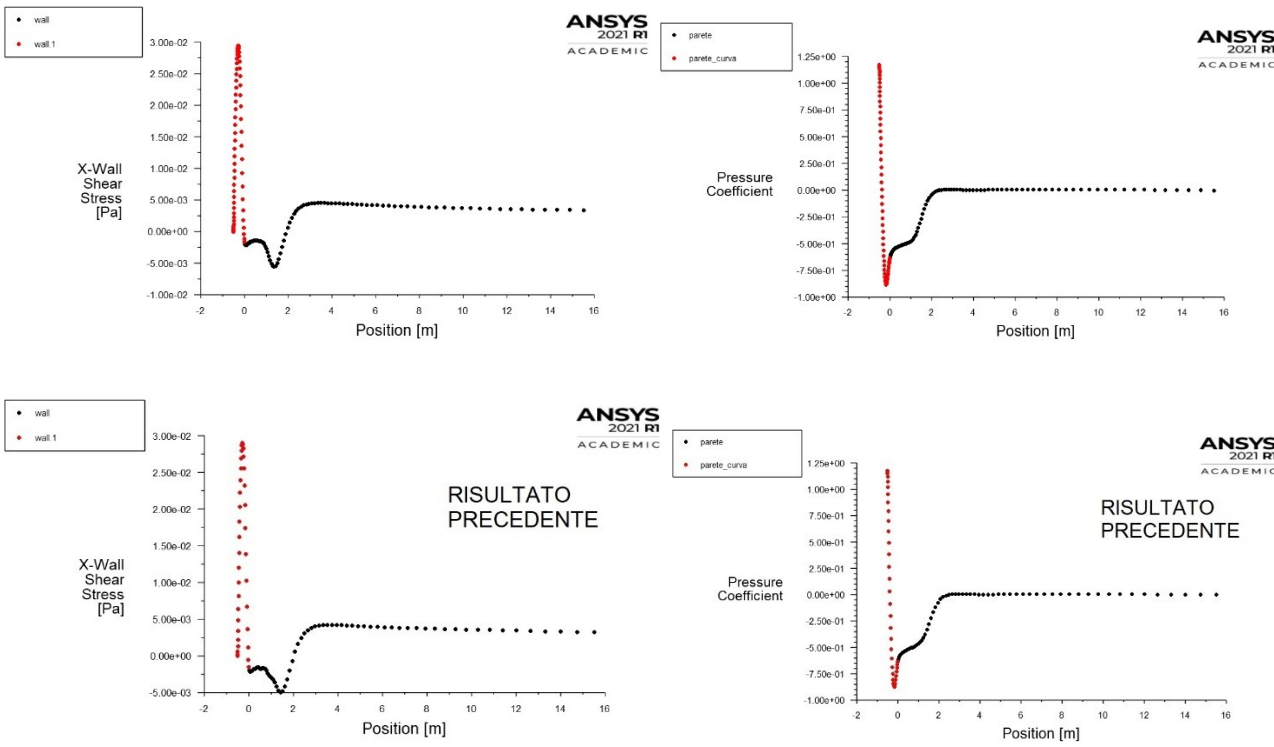 wall
wall.1
ANSYS
2021 R1
ACADEMIC
3.00e-02
2.50e-02
2.00e-02
1.50e-02
1.00e-02
5.00e-03
0.00e+00
-5.00e-03
-1.00e-02
X-Wall
Shear
Stress
[Pa]
-2 0 2 4 6 8 10 12 14 16
Position [m]
parete
parete_curva
ANSYS
2021 R1
ACADEMIC
1.25e+00
1.00e+00
7.50e-01
5.00e-01
2.50e-01
0.00e+00
-2.50e-01
-5.00e-01
-7.50e-01
-1.00e+00
Pressure
Coefficient
-2 0 2 4 6 8 10 12 14 16
Position [m]
wall
wall.1
ANSYS
2021 R1
ACADEMIC
RISULTATO
PRECEDENTE
3.00e-02
2.50e-02
2.00e-02
1.50e-02
1.00e-02
5.00e-03
0.00e+00
-5.00e-03
X-Wall
Shear
Stress
[Pa]
-2 0 2 4 6 8 10 12 14 16
Position [m]
parete
parete_curva
ANSYS
2021 R1
ACADEMIC
RISULTATO
PRECEDENTE
1.25e+00
1.00e+00
7.50e-01
5.00e-01
2.50e-01
0.00e+00
-2.50e-01
-5.00e-01
-7.50e-01
-1.00e+00
Pressure
Coefficient
-2 0 2 4 6 8 10 12 14 16
Position [m]